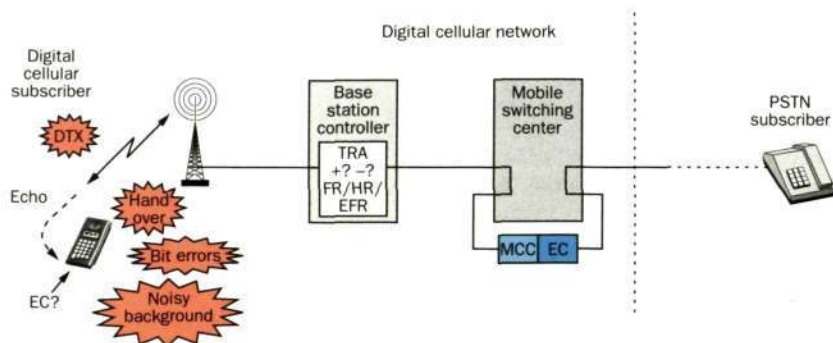 Digital cellular network
Digital
cellular
subscriber
DTX
Echo
EC?
Hand
over
Bit errors
Noisy
background
Base
station
controller
TRA
+? –?
FR/HR/
EFR
Mobile
switching
center
MCC EC
PSTN
subscriber